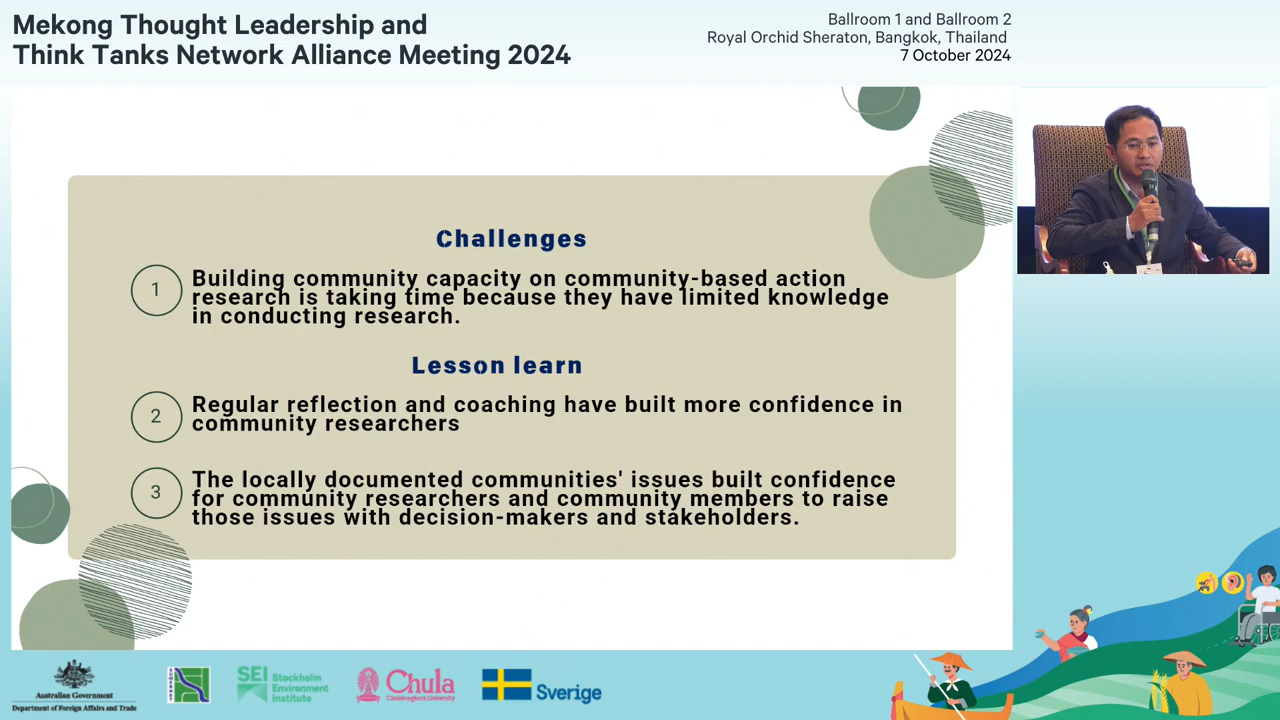 Mekong Thought Leadership and
Think Tanks Network Alliance Meeting 2024
Ballroom 1 and Ballroom 2
Royal Orchid Sheraton, Bangkok, Thailand
7 October 2024
Challenges
1
Building community capacity on community-based action
research is taking time because they have limited knowledge
in conducting research.
Lesson learn
2
Regular reflection and coaching have built more confidence in
community researchers
3
The locally documented communities' issues built confidence
for community researchers and community members to raise
those issues with decision-makers and stakeholders.
Australian Government
Department of Foreign Affairs and Trade
SEI Stockholm
Environment
Institute
Chula
Chulalongkorn University
Sverige